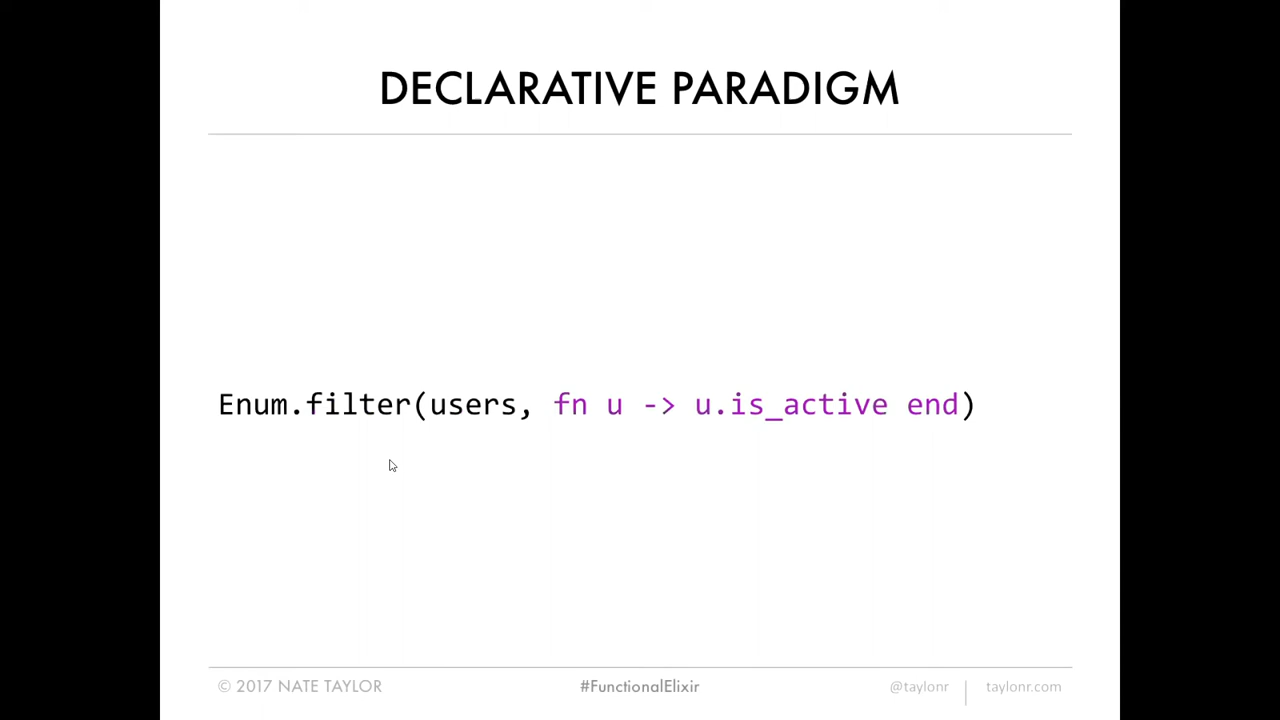 DECLARATIVE PARADIGM
Enum.filter(users, fn u -> u.is_active end)
© 2017 NATE TAYLOR #FunctionalElixir @taylonr taylonr.com